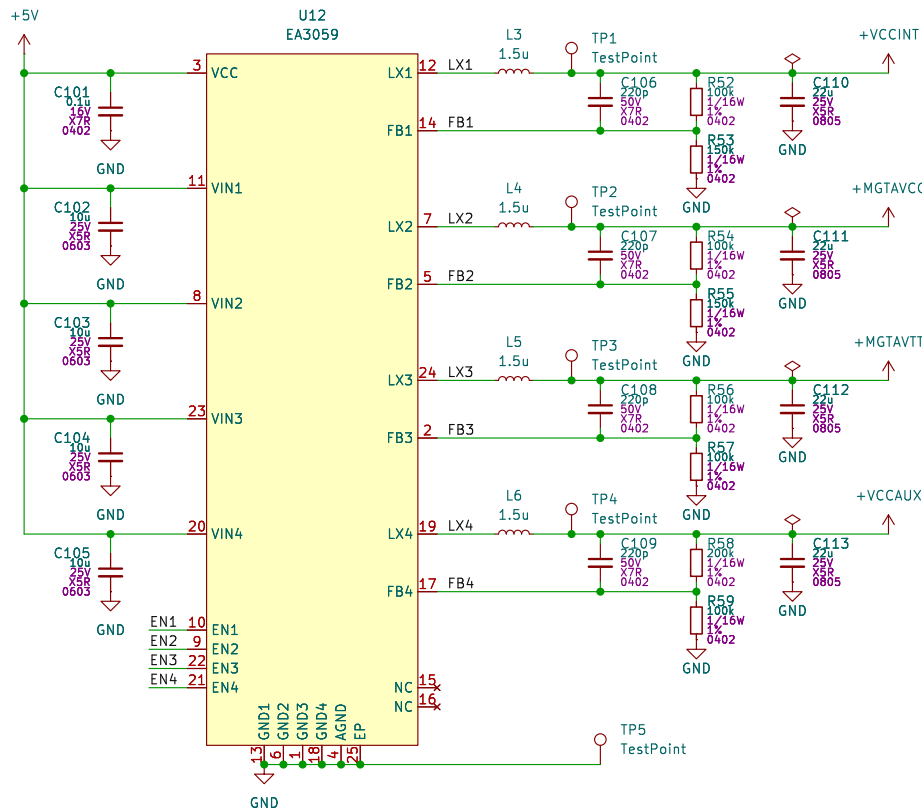 +5V
U12
EA3059
3 VCC
11 VIN1
8 VIN2
23 VIN3
20 VIN4
EN1 10 EN1
EN2 9 EN2
EN3 22 EN3
EN4 21 EN4
C101
0.1u
16V
X7R
0402
GND
C102
10u
25V
X5R
0603
GND
C103
10u
25V
X5R
0603
GND
C104
10u
25V
X5R
0603
GND
C105
10u
25V
X5R
0603
GND
LX1 12 LX1
FB1 14 FB1
LX2 7 LX2
FB2 5 FB2
LX3 24 LX3
FB3 2 FB3
LX4 19 LX4
FB4 17 FB4
NC 15
NC 16
GND1 13
GND2 6
GND3 1
GND4 18
AGND 4
EP 25
GND
TP5
TestPoint
L3
1.5u
TP1
TestPoint
C106
220p
50V
X7R
0402
R52
100k
1/16W
1%
0402
R53
150k
1/16W
1%
0402
GND
C110
22u
25V
X5R
0805
GND
+VCCINT
L4
1.5u
TP2
TestPoint
C107
220p
50V
X7R
0402
R54
100k
1/16W
1%
0402
R55
150k
1/16W
1%
0402
GND
C111
22u
25V
X5R
0805
GND
+MGTAVCC
L5
1.5u
TP3
TestPoint
C108
220p
50V
X7R
0402
R56
100k
1/16W
1%
0402
R57
100k
1/16W
1%
0402
GND
C112
22u
25V
X5R
0805
GND
+MGTAVTT
L6
1.5u
TP4
TestPoint
C109
220p
50V
X7R
0402
R58
200k
1/16W
1%
0402
R59
100k
1/16W
1%
0402
GND
C113
22u
25V
X5R
0805
GND
+VCCAUX